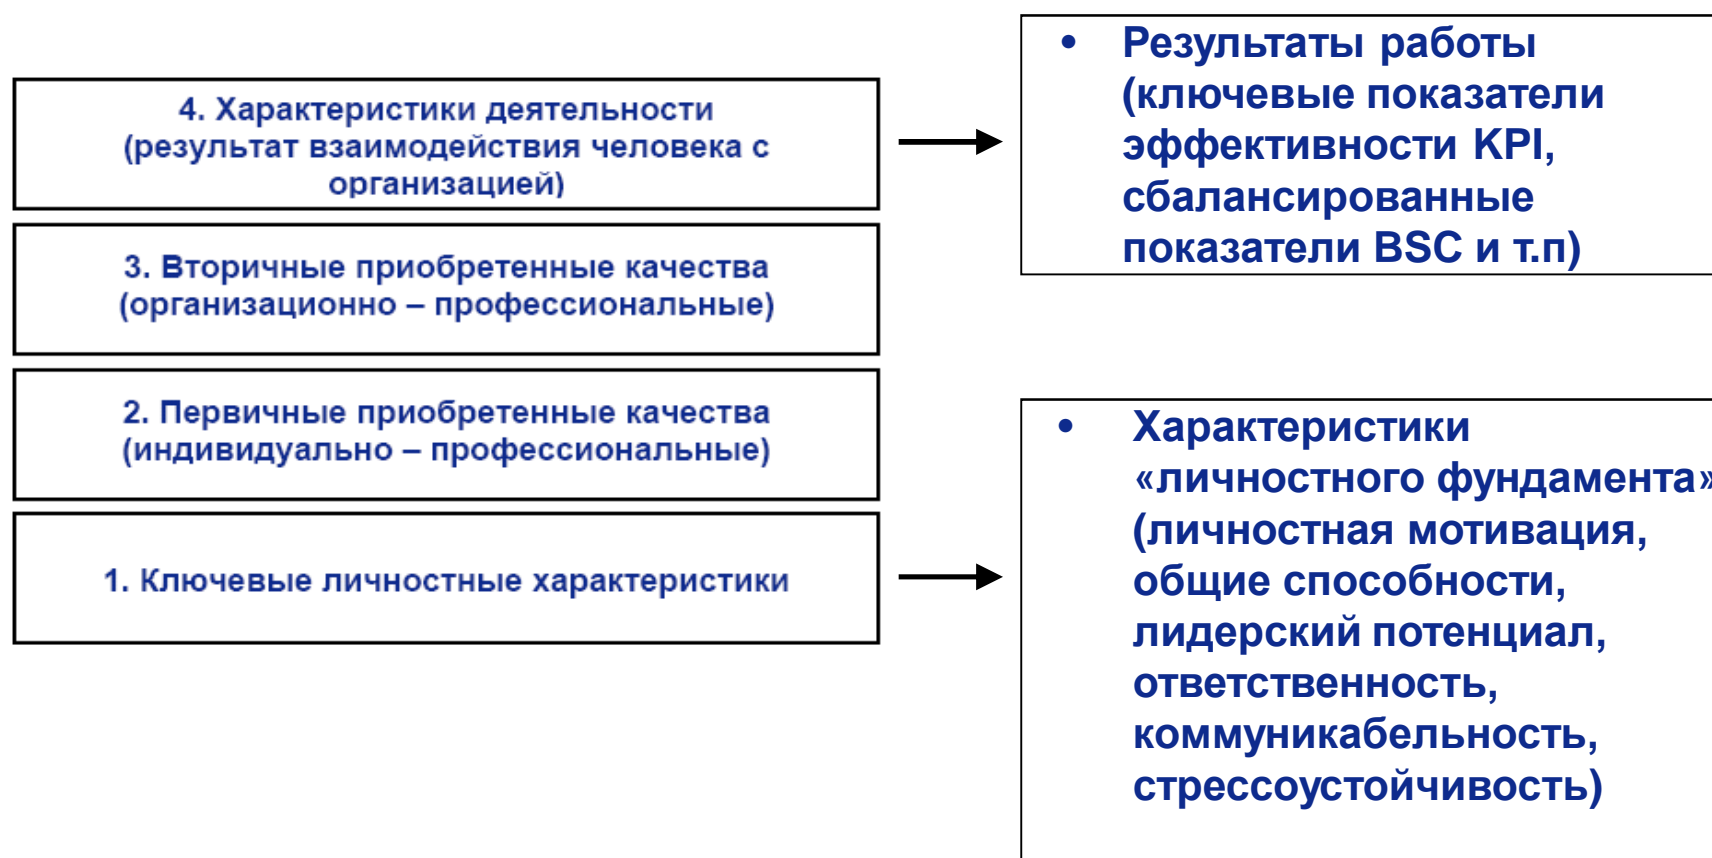 4. Характеристики деятельности
(результат взаимодействия человека с
организацией)
3. Вторичные приобретенные качества
(организационно – профессиональные)
2. Первичные приобретенные качества
(индивидуально – профессиональные)
1. Ключевые личностные характеристики
• Результаты работы
(ключевые показатели
эффективности KPI,
сбалансированные
показатели BSC и т.п)
• Характеристики
«личностного фундамента»
(личностная мотивация,
общие способности,
лидерский потенциал,
ответственность,
коммуникабельность,
стрессоустойчивость)